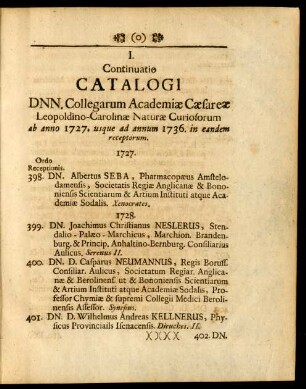 (o)
I.
Continuatio
CATALOGI
DNN. Collegarum Academiæ Cæsareæ
Leopoldino-Carolinæ Naturæ Curiosorum
ab anno 1727. usque ad annum 1736. in eandem
receptorum.
1727.
Ordo
Receptionis.
398. DN. Albertus SEBA, Pharmacopæus Amstelo-
damensis, Societatis Regiæ Anglicanæ & Bono-
niensis Scientiarum & Artium Instituti atque Aca-
demiæ Sodalis. Xenocrates.
1728.
399. DN. Joachimus Christianus NESLERUS, Sten-
dalio-Palæo-Marchicus, Marchion. Branden-
burg. & Princip. Anhaltino-Bernburg. Consiliarius
Aulicus. Serenus II.
400. DN. D. Casparus NEUMANNUS, Regis Boruss.
Consiliar. Aulicus, Societatum Regiar. Anglica-
næ & Berolinens. ut & Bononiensis Scientiarum
& Artium Instituti atque Academiæ Sodalis, Pro-
fessor Chymiæ & supremi Collegii Medici Beroli-
nensis Assessor. Synesius.
401. DN. D. Wilhelmus Andreas KELLNERUS, Phy-
sicus Provincialis Isenacensis. Dieuches. II.
XXXX 402. DN.